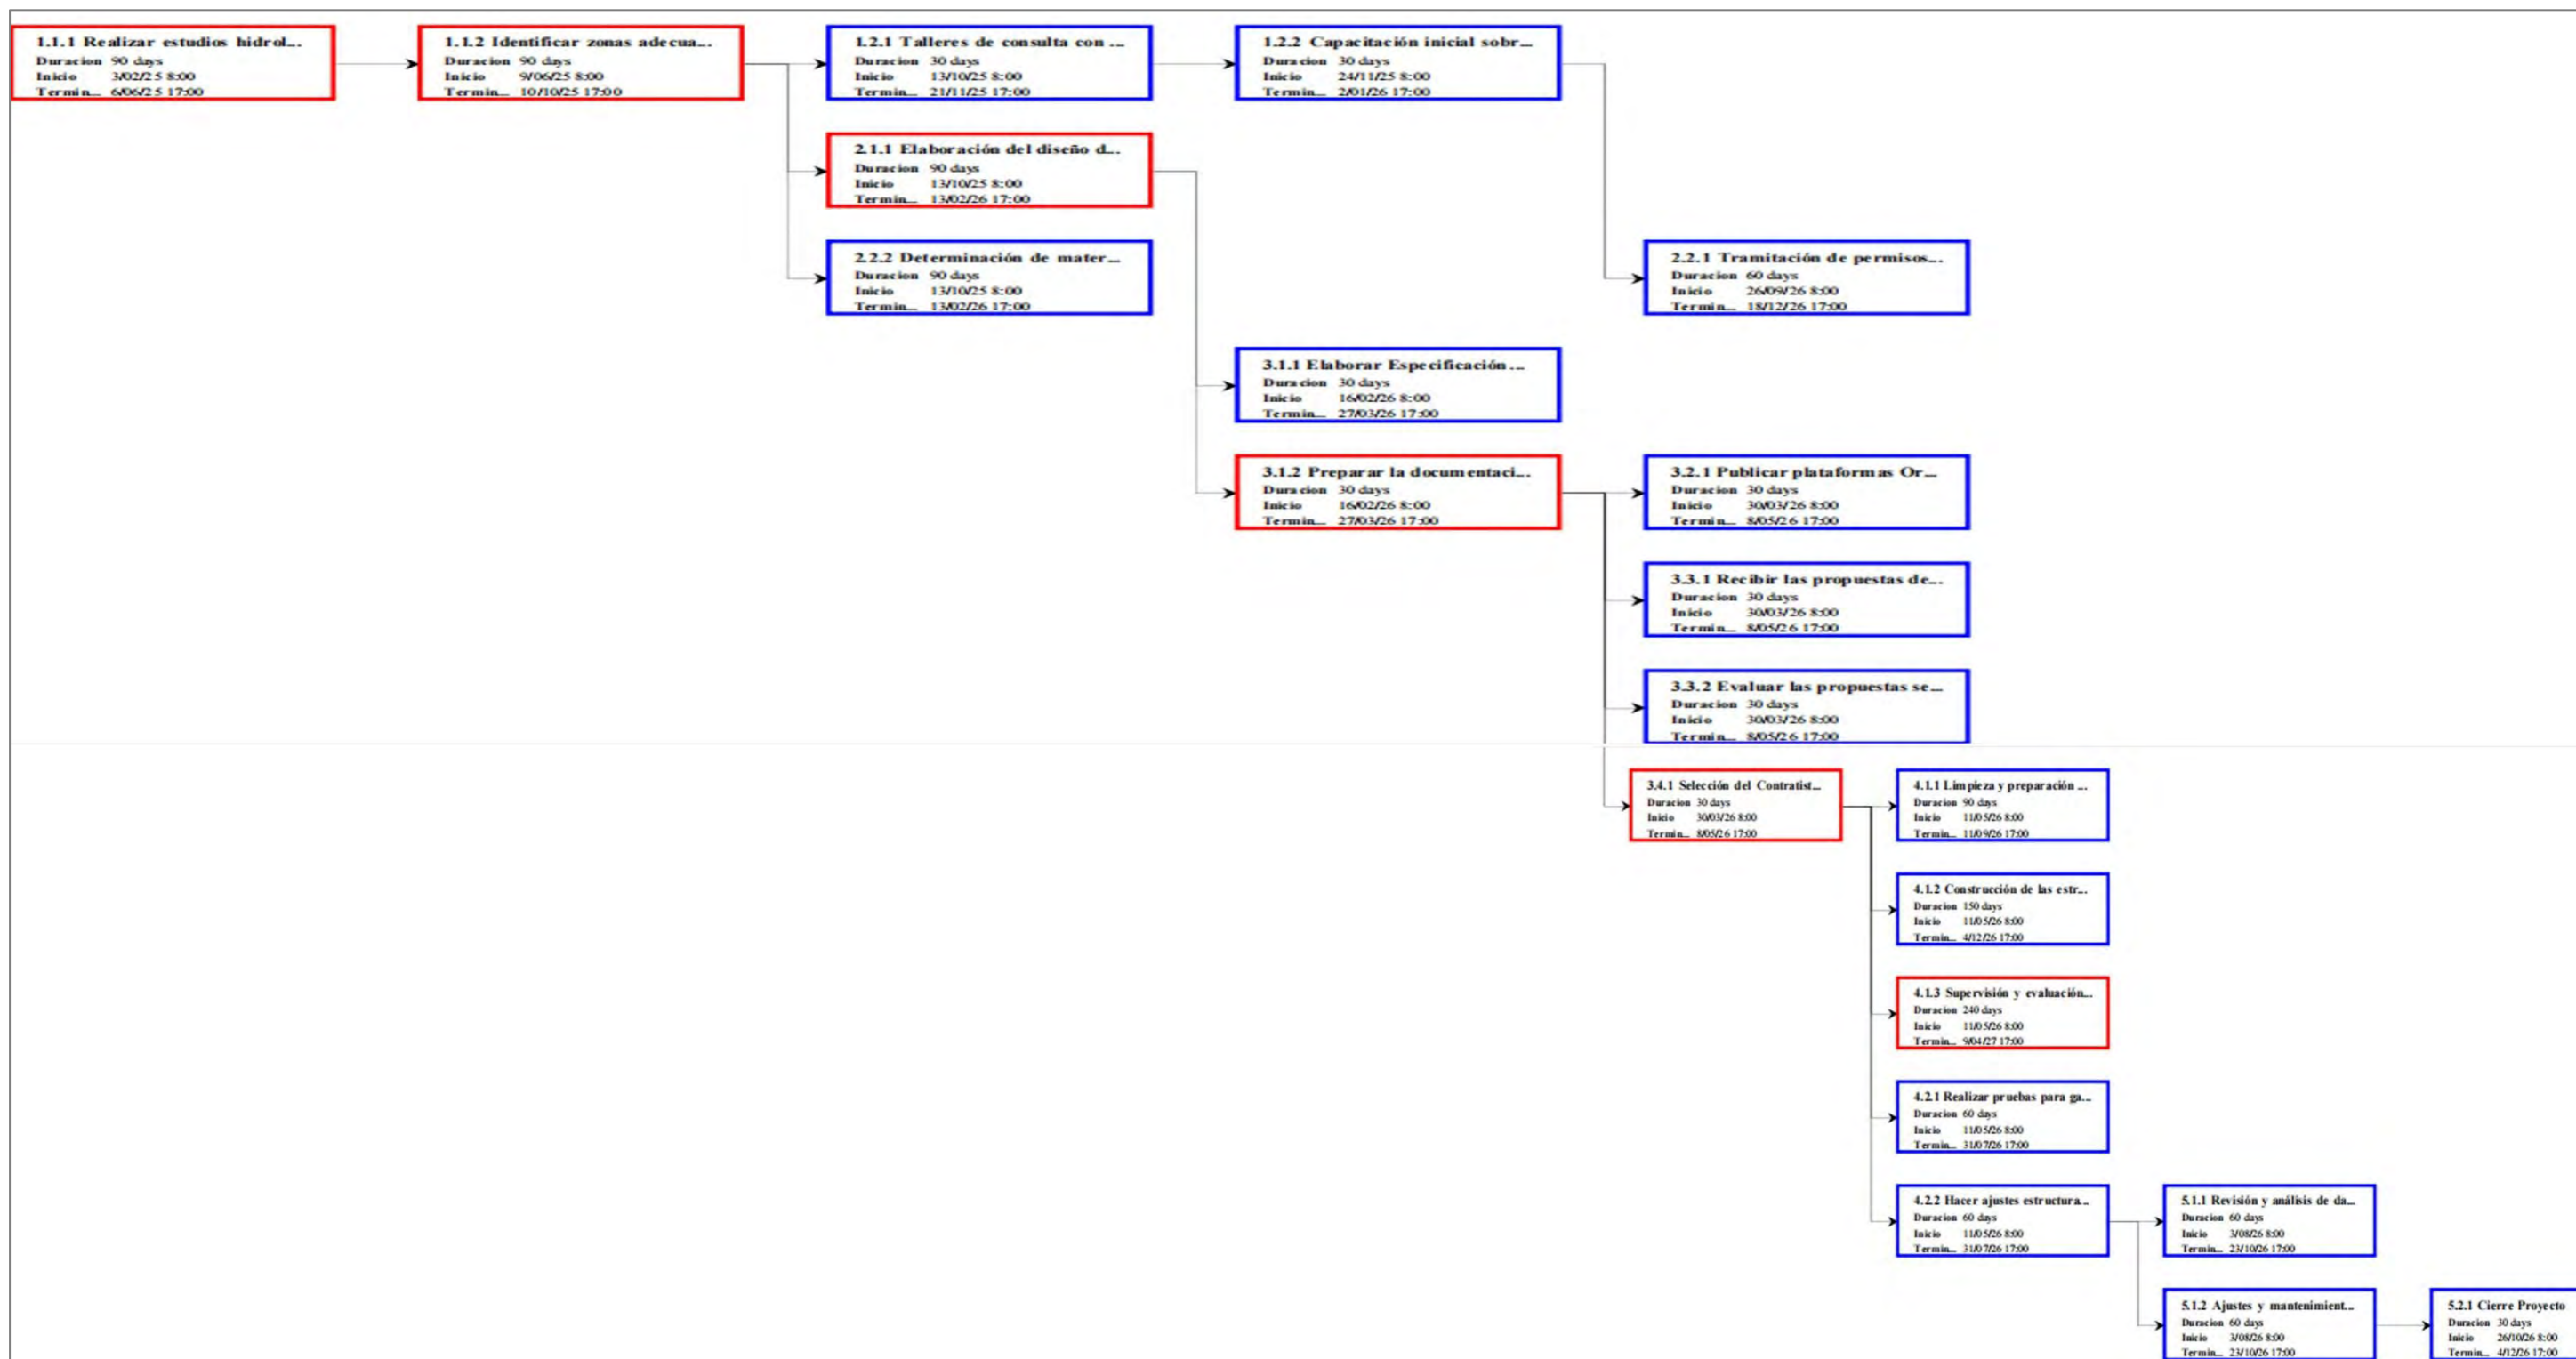 1.1.1 Realizar estudios hidrol...
Duracion 90 days
Inicio 3/02/25 8:00
Termin... 6/06/25 17:00
1.1.2 Identificar zonas adecua...
Duracion 90 days
Inicio 9/06/25 8:00
Termin... 10/10/25 17:00
1.2.1 Talleres de consulta con ...
Duracion 30 days
Inicio 13/10/25 8:00
Termin... 21/11/25 17:00
1.2.2 Capacitación inicial sobr...
Duracion 30 days
Inicio 24/11/25 8:00
Termin... 2/01/26 17:00
2.1.1 Elaboración del diseño d...
Duracion 90 days
Inicio 13/10/25 8:00
Termin... 13/02/26 17:00
2.2.2 Determinación de mater...
Duracion 90 days
Inicio 13/10/25 8:00
Termin... 13/02/26 17:00
2.2.1 Tramitación de permisos...
Duracion 60 days
Inicio 26/09/26 8:00
Termin... 18/12/26 17:00
3.1.1 Elaborar Especificación ...
Duracion 30 days
Inicio 16/02/26 8:00
Termin... 27/03/26 17:00
3.1.2 Preparar la documentaci...
Duracion 30 days
Inicio 16/02/26 8:00
Termin... 27/03/26 17:00
3.2.1 Publicar plataformas Or...
Duracion 30 days
Inicio 30/03/26 8:00
Termin... 8/05/26 17:00
3.3.1 Recibir las propuestas de...
Duracion 30 days
Inicio 30/03/26 8:00
Termin... 8/05/26 17:00
3.3.2 Evaluar las propuestas se...
Duracion 30 days
Inicio 30/03/26 8:00
Termin... 8/05/26 17:00
3.4.1 Selección del Contratist...
Duracion 30 days
Inicio 30/03/26 8:00
Termin... 8/05/26 17:00
4.1.1 Limpieza y preparación ...
Duracion 90 days
Inicio 11/05/26 8:00
Termin... 11/09/26 17:00
4.1.2 Construcción de las estr...
Duracion 150 days
Inicio 11/05/26 8:00
Termin... 4/12/26 17:00
4.1.3 Supervisión y evaluación...
Duracion 240 days
Inicio 11/05/26 8:00
Termin... 9/04/27 17:00
4.2.1 Realizar pruebas para ga...
Duracion 60 days
Inicio 11/05/26 8:00
Termin... 31/07/26 17:00
4.2.2 Hacer ajustes estructura...
Duracion 60 days
Inicio 11/05/26 8:00
Termin... 31/07/26 17:00
5.1.1 Revisión y análisis de da...
Duracion 60 days
Inicio 3/08/26 8:00
Termin... 23/10/26 17:00
5.1.2 Ajustes y mantenimient...
Duracion 60 days
Inicio 3/08/26 8:00
Termin... 23/10/26 17:00
5.2.1 Cierre Proyecto
Duracion 30 days
Inicio 26/10/26 8:00
Termin... 4/12/26 17:00